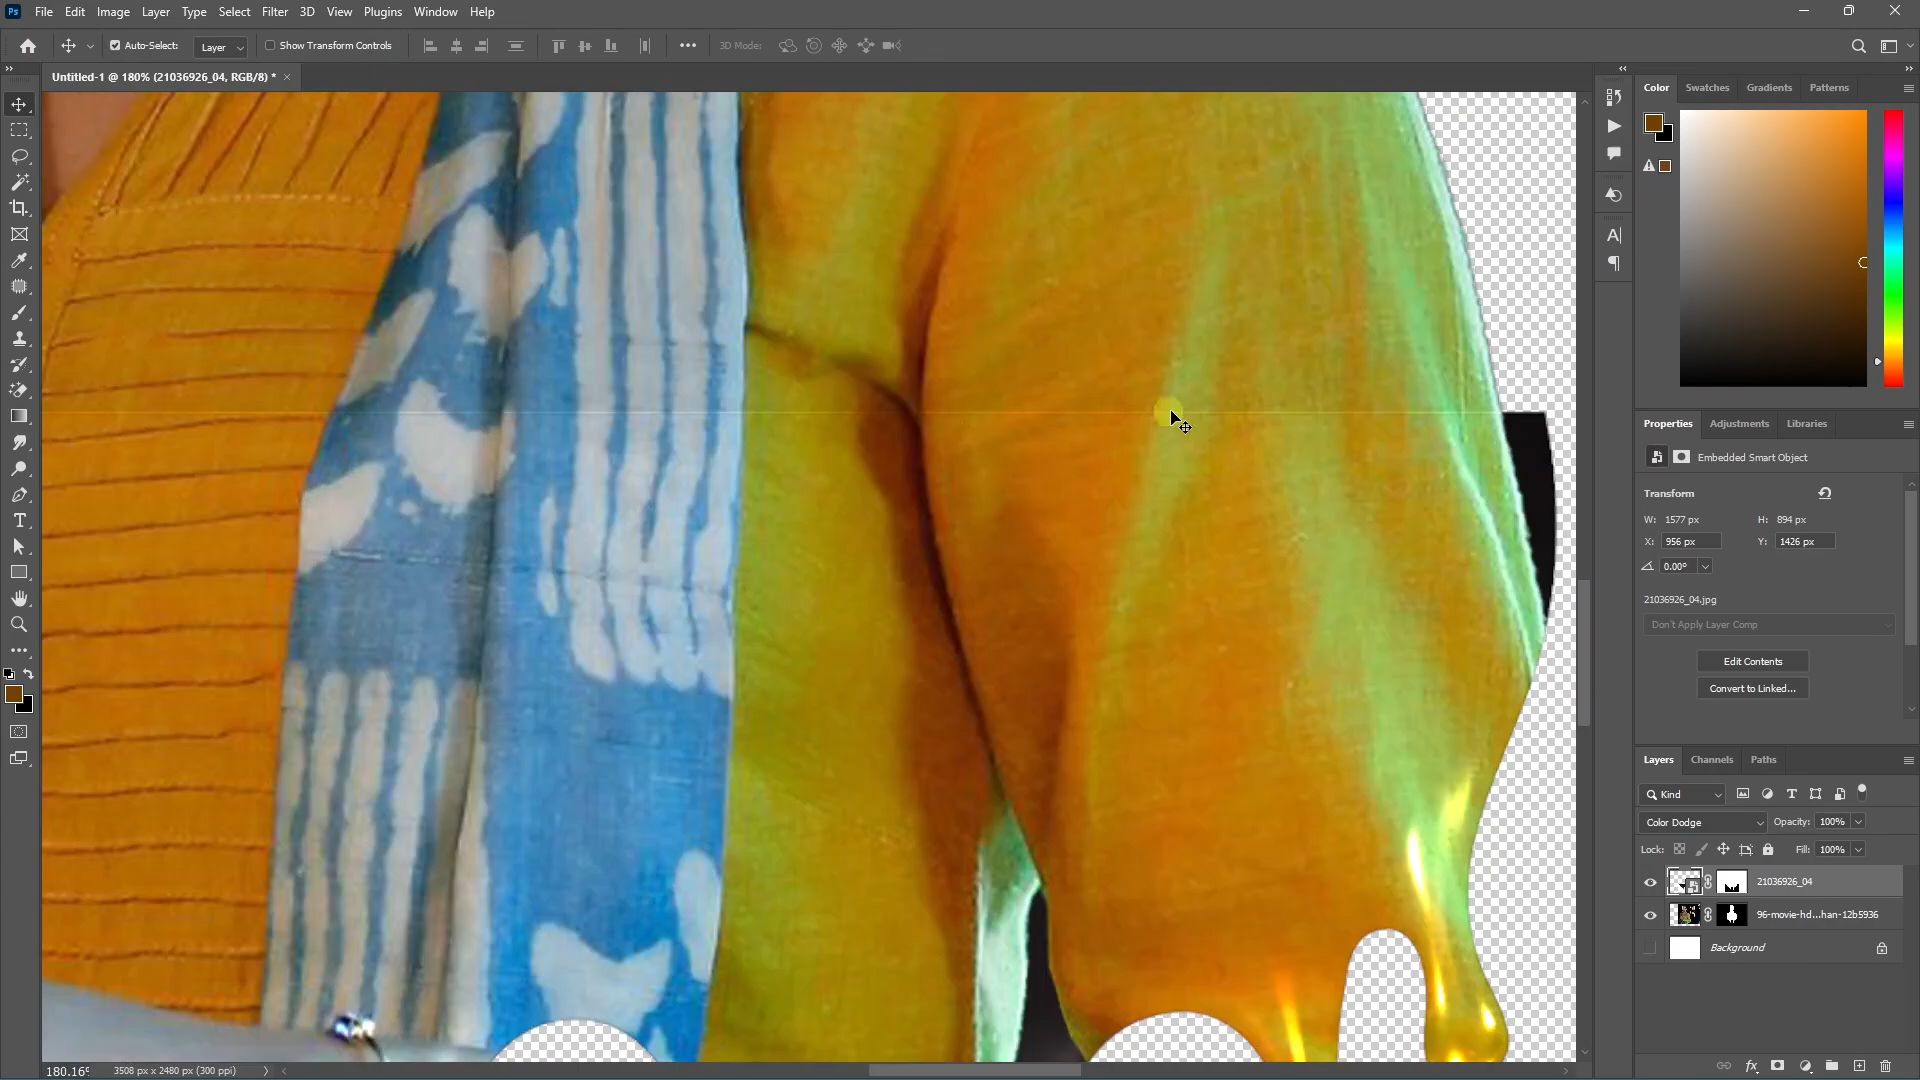 Ps File Edit Image Layer Type Select Filter 3D View Plugins Window Help
Auto-Select: Layer Show Transform Controls 3D Mode:
Untitled-1 @ 180% (21036926_04, RGB/8) *
Color Swatches Gradients Patterns
Properties Adjustments Libraries
Embedded Smart Object
Transform
W: 1577 px H: 894 px
X: 956 px Y: 1426 px
0.00°
21036926_04.jpg
Don't Apply Layer Comp
Edit Contents
Convert to Linked...
Layers Channels Paths
Kind
Color Dodge Opacity: 100%
Lock: Fill: 100%
21036926_04
96-movie-hd...han-12b5936
Background
fx
180.16% 3508 px x 2480 px (300 ppi)